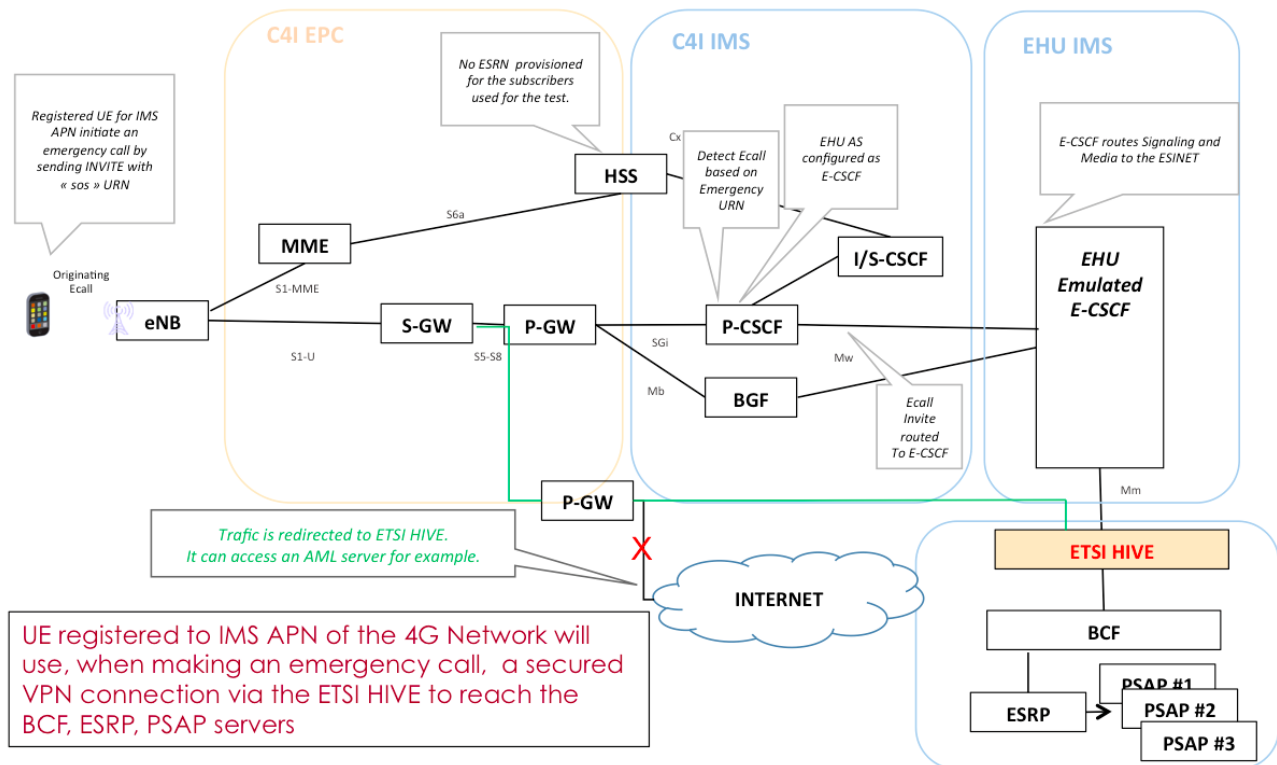 C4I EPC
C4I IMS
EHU IMS
Registered UE for IMS
APN initiate an
emergency call by
sending INVITE with
« sos » URN
No ESRN provisioned
for the subscribers
used for the test.
Cx
Detect Ecall
based on
Emergency
URN
EHU AS
configured as
E-CSCF
E-CSCF routes Signaling and
Media to the ESINET
HSS
S6a
MME
I/S-CSCF
EHU
Emulated
E-CSCF
Originating
Ecall
S1-MME
eNB
S-GW
P-GW
P-CSCF
S1-U
S5-S8
SGi
Mw
Mb
BGF
Ecall
Invite
routed
To E-CSCF
Mm
P-GW
Trafic is redirected to ETSI HIVE.
It can access an AML server for example.
X
ETSI HIVE
INTERNET
BCF
UE registered to IMS APN of the 4G Network will
use, when making an emergency call, a secured
VPN connection via the ETSI HIVE to reach the
BCF, ESRP, PSAP servers
ESRP
PSAP #1
PSAP #2
PSAP #3